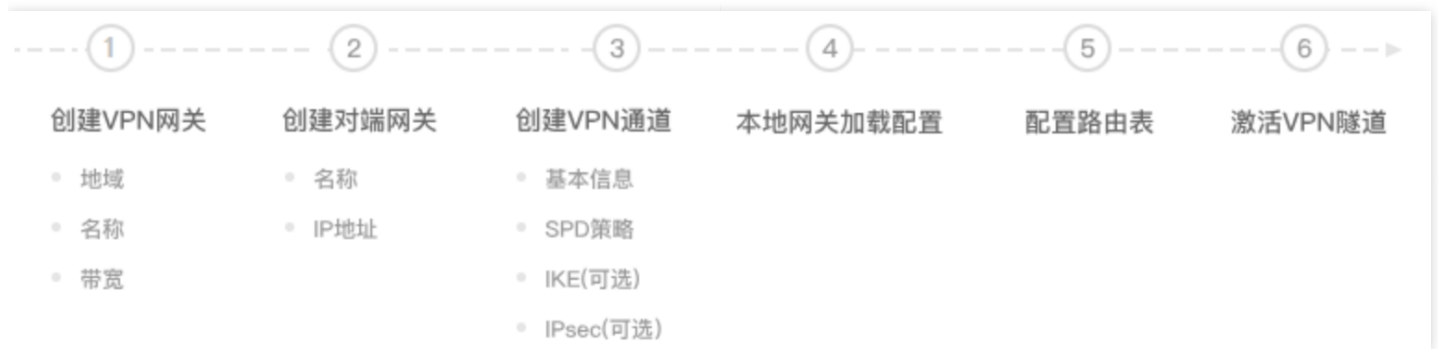 1 2 3 4 5 6
创建VPN网关 创建对端网关 创建VPN通道 本地网关加载配置 配置路由表 激活VPN隧道
地域 名称 基本信息
名称 IP地址 SPD策略
带宽 IKE(可选)
IPsec(可选)